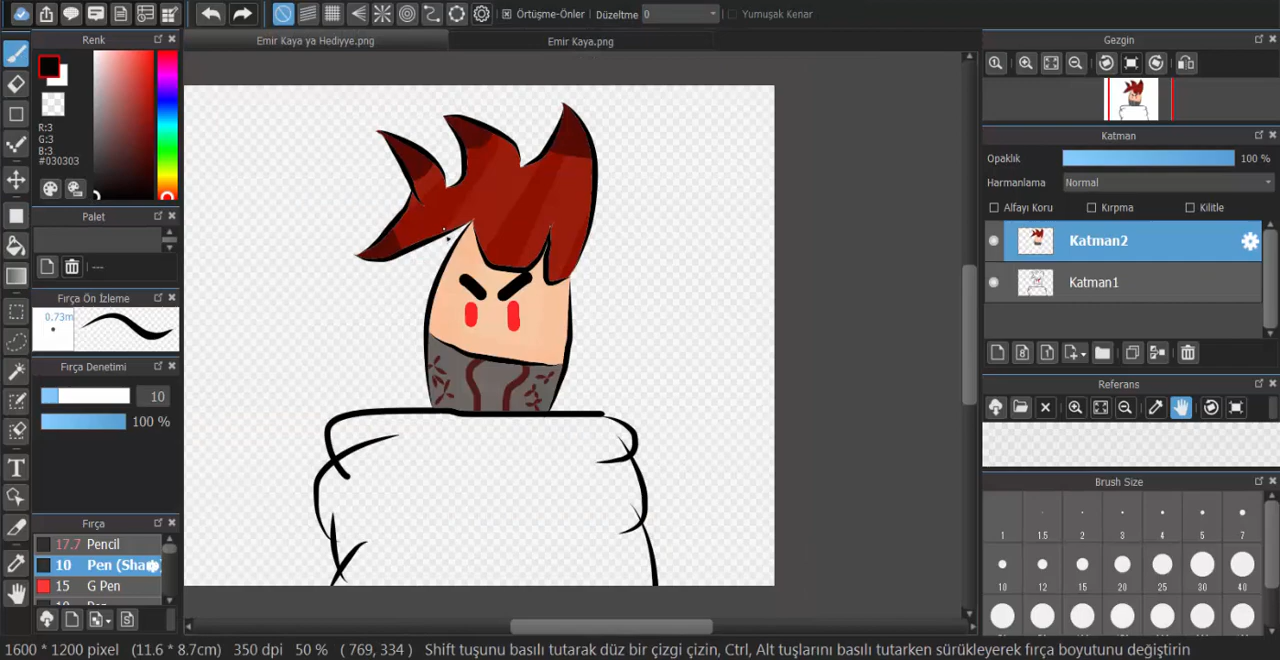 Örtüşme-Önler
Düzeltme
0
Yumuşak Kenar
Emir Kaya ya Hediyye.png
Emir Kaya.png
Renk
R:3
G:3
B:3
#030303
Palet
---
Fırça Ön İzleme
0.73m
Fırça Denetimi
10
100 %
Fırça
17.7 Pencil
10 Pen (Sha
15 G Pen
Gezgin
Katman
Opaklık
100 %
Harmanlama
Normal
Alfayı Koru
Kırpma
Kilitle
Katman2
Katman1
Referans
Brush Size
1 1.5 2 3 4 5 7
10 12 15 20 25 30 40
1600 * 1200 pixel (11.6 * 8.7cm) 350 dpi 50 % ( 769, 334 ) Shift tuşunu basılı tutarak düz bir çizgi çizin, Ctrl, Alt tuşlarını basılı tutarken sürükleyerek fırça boyutunu değiştirin